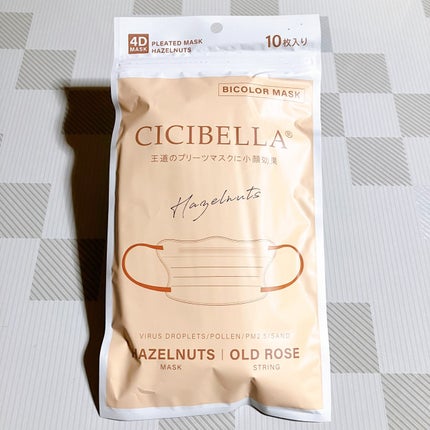 4D
MASK
PLEATED MASK
HAZELNUTS
10枚入り
BICOLOR MASK
CICIBELLA®
王道のプリーツマスクに小顔効果
Hazelnuts
VIRUS DROPLETS/POLLEN/PM2.5/SAND
HAZELNUTS | OLD ROSE
MASK STRING